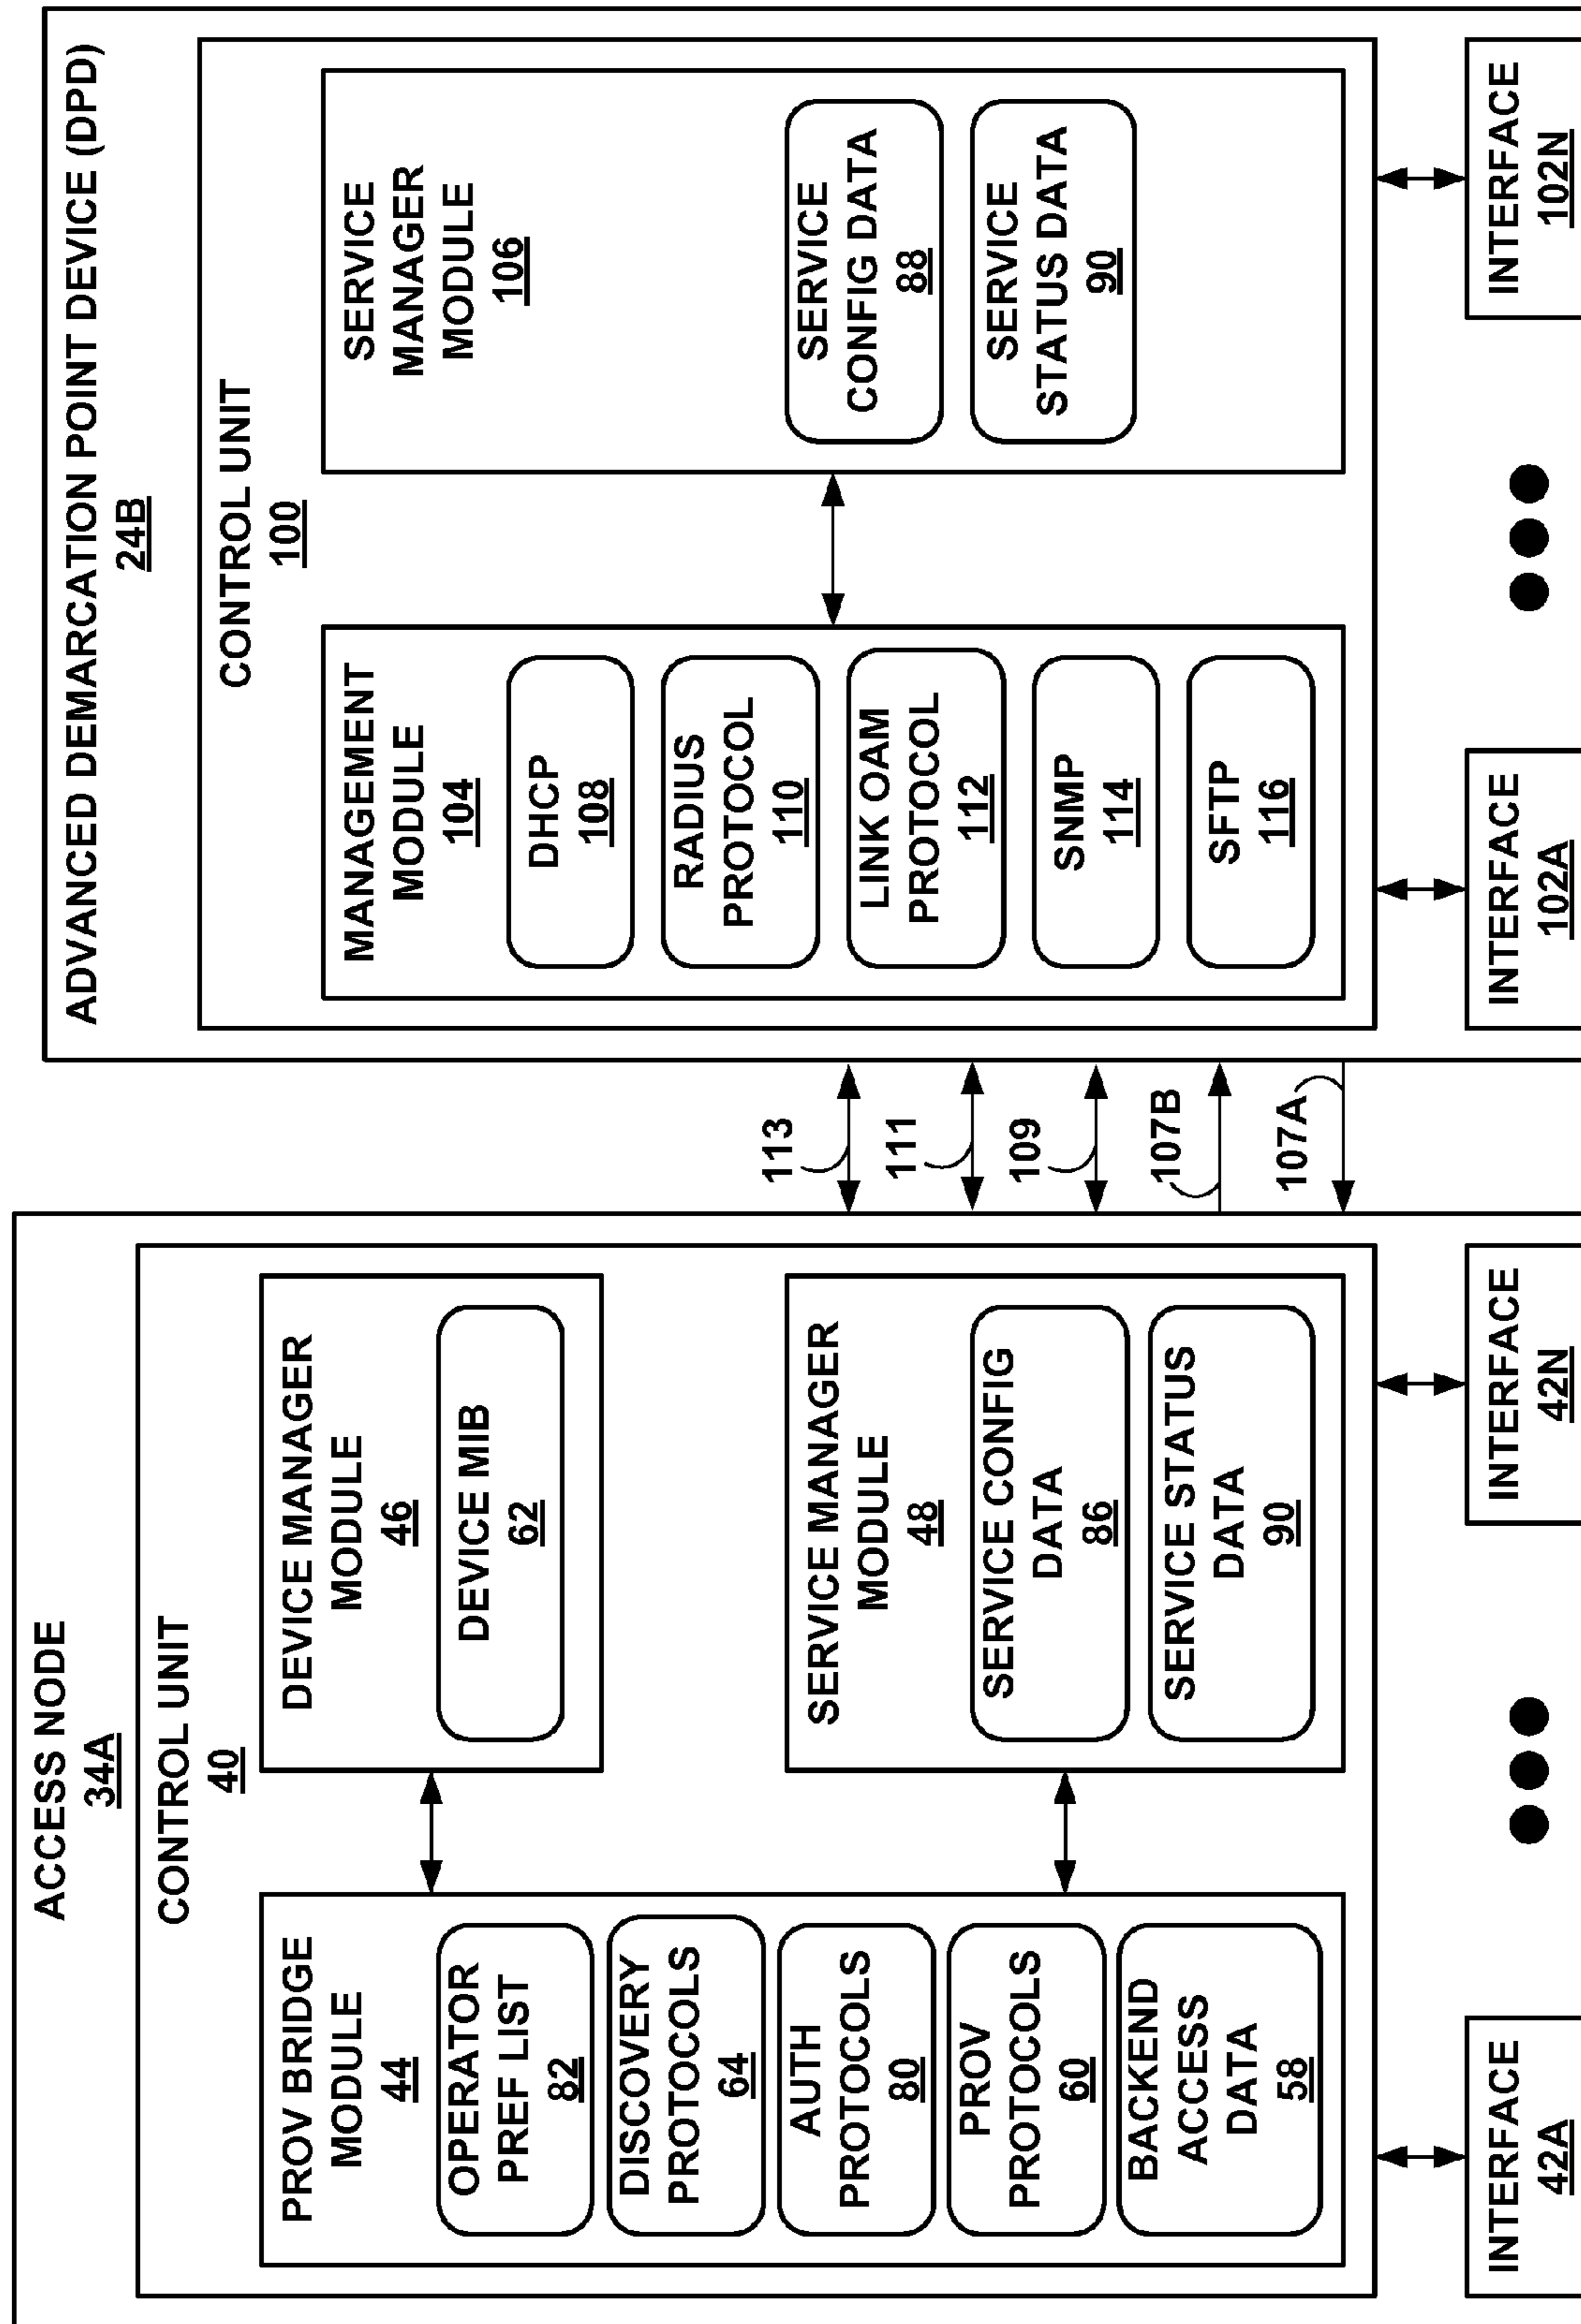 ACCESS NODE
34A
CONTROL UNIT
40
PROV BRIDGE
MODULE
44
OPERATOR
PREF LIST
82
DISCOVERY
PROTOCOLS
64
AUTH
PROTOCOLS
80
PROV
PROTOCOLS
60
BACKEND
ACCESS
DATA
58
DEVICE MANAGER
MODULE
46
DEVICE MIB
62
SERVICE MANAGER
MODULE
48
SERVICE CONFIG
DATA
86
SERVICE STATUS
DATA
90
INTERFACE
42A
INTERFACE
42N
113
111
109
107B
107A
ADVANCED DEMARCATION POINT DEVICE (DPD)
24B
CONTROL UNIT
100
MANAGEMENT
MODULE
104
DHCP
108
RADIUS
PROTOCOL
110
LINK OAM
PROTOCOL
112
SNMP
114
SFTP
116
SERVICE
MANAGER
MODULE
106
SERVICE
CONFIG DATA
88
SERVICE
STATUS DATA
90
INTERFACE
102A
INTERFACE
102N